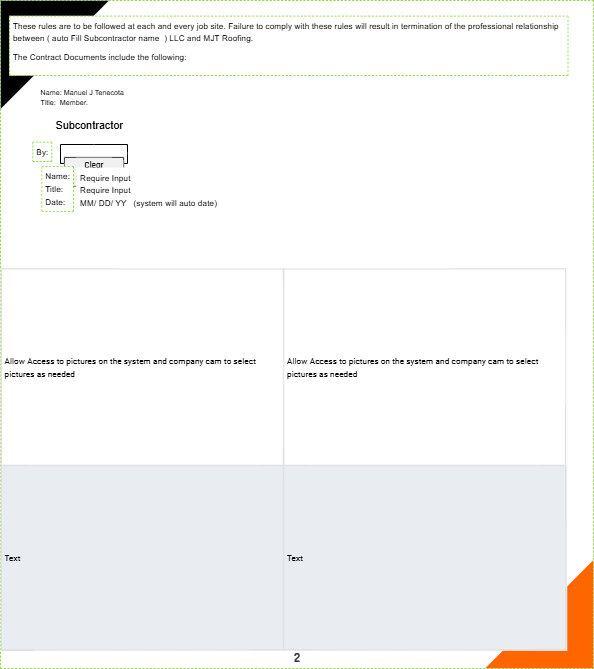 These rules are to be followed at each and every job site. Failure to comply with these rules will result in termination of the professional relationship
between ( auto Fill Subcontractor name  ) LLC and MJT Roofing.
The Contract Documents include the following:
Name: Manuel J Tenecota
Title:  Member.
Subcontractor
By:
Clear
Name: Require Input
Title: Require Input
Date: MM/ DD/ YY   (system will auto date)
Allow Access to pictures on the system and company cam to select
pictures as needed
Allow Access to pictures on the system and company cam to select
pictures as needed
Text
Text
2